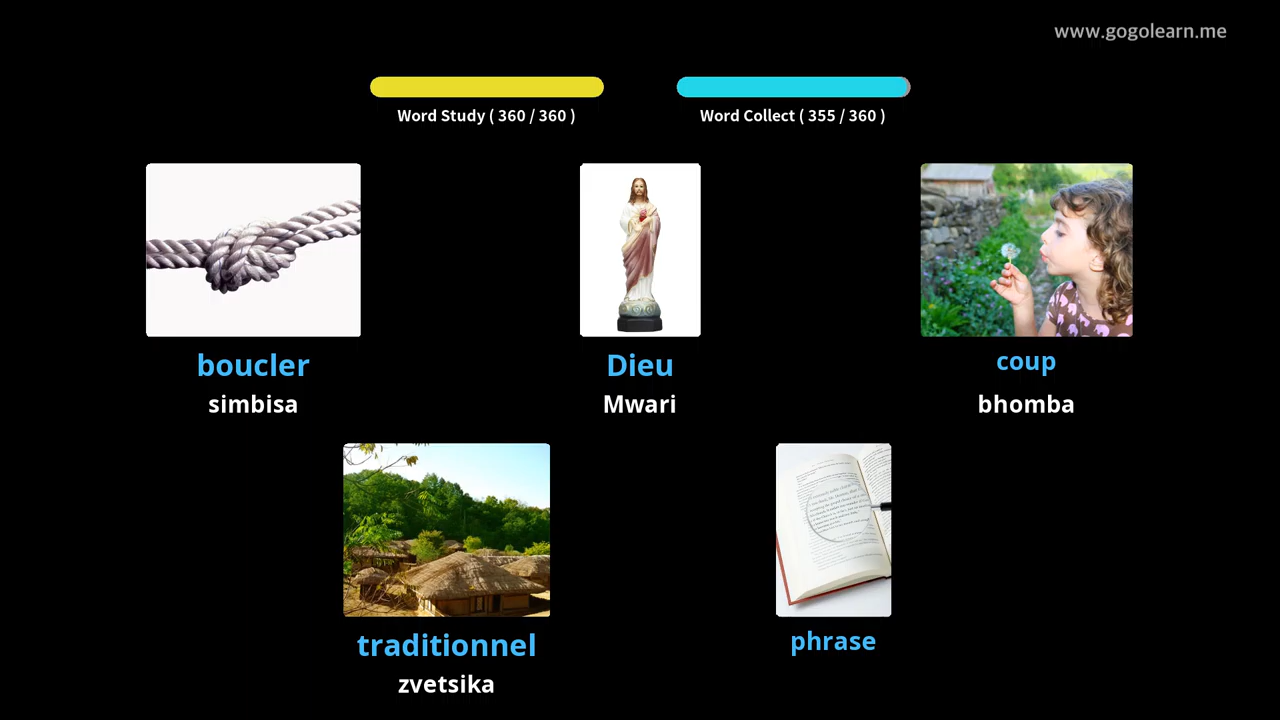 www.gogolearn.me
Word Study ( 360 / 360 )
Word Collect ( 355 / 360 )
boucler
simbisa
Dieu
Mwari
coup
bhomba
traditionnel
zvetsika
phrase